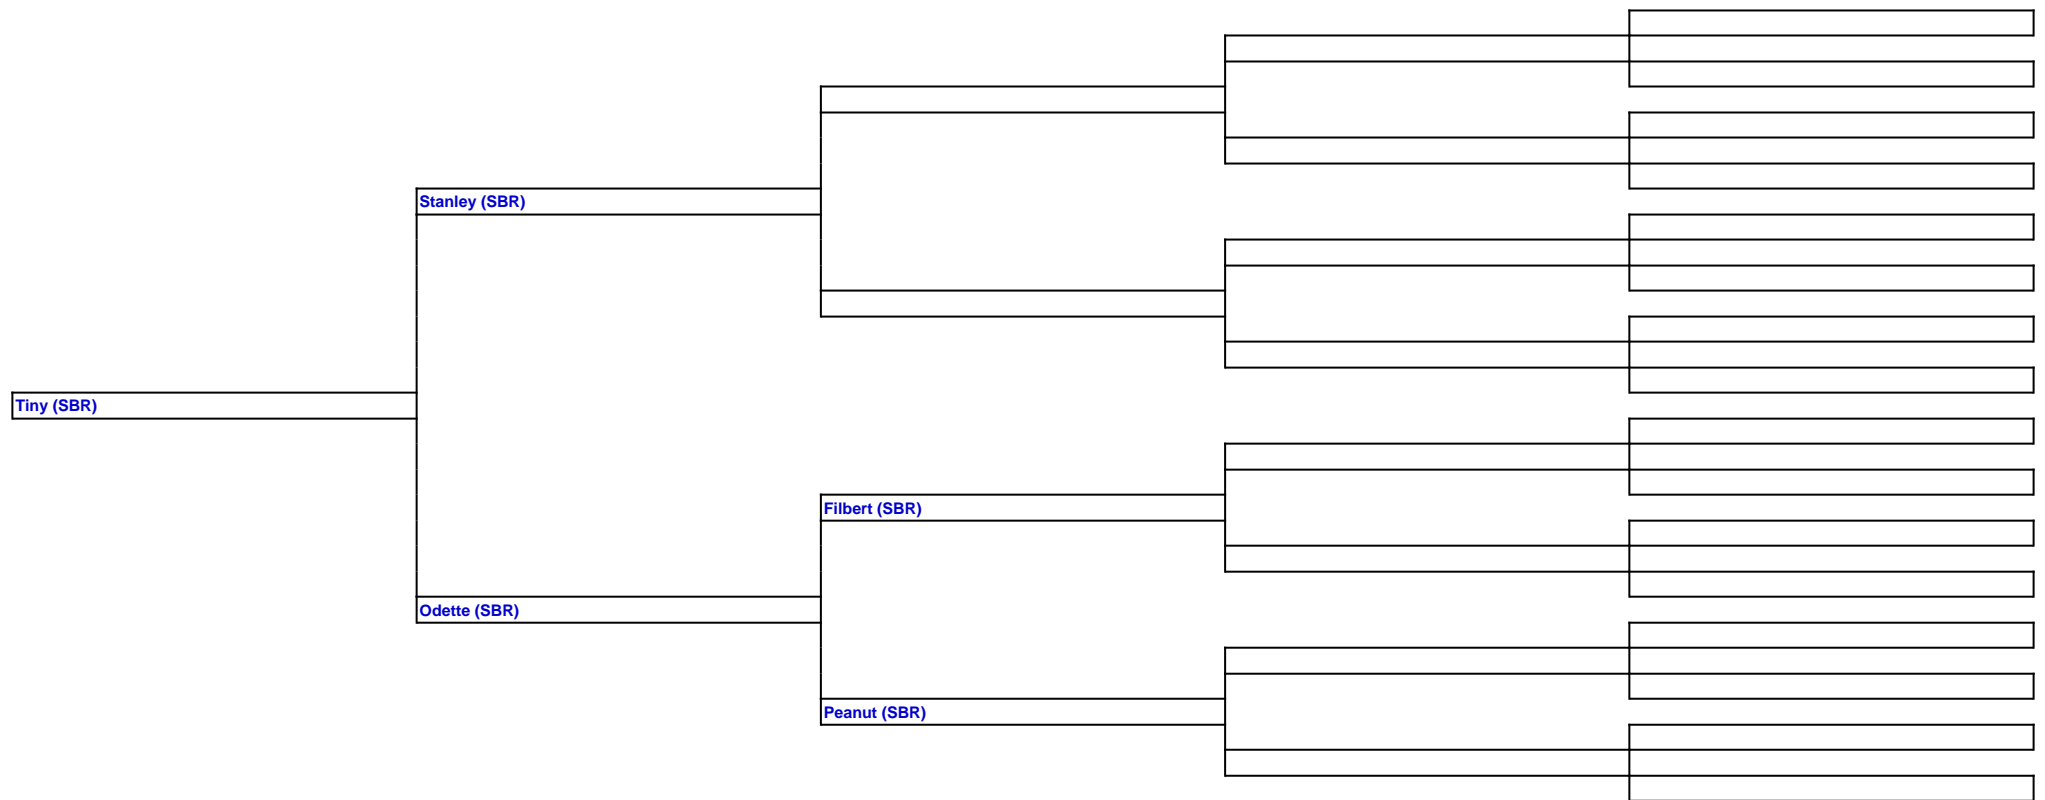 Stanley (SBR)
Tiny (SBR)
Filbert (SBR)
Odette (SBR)
Peanut (SBR)